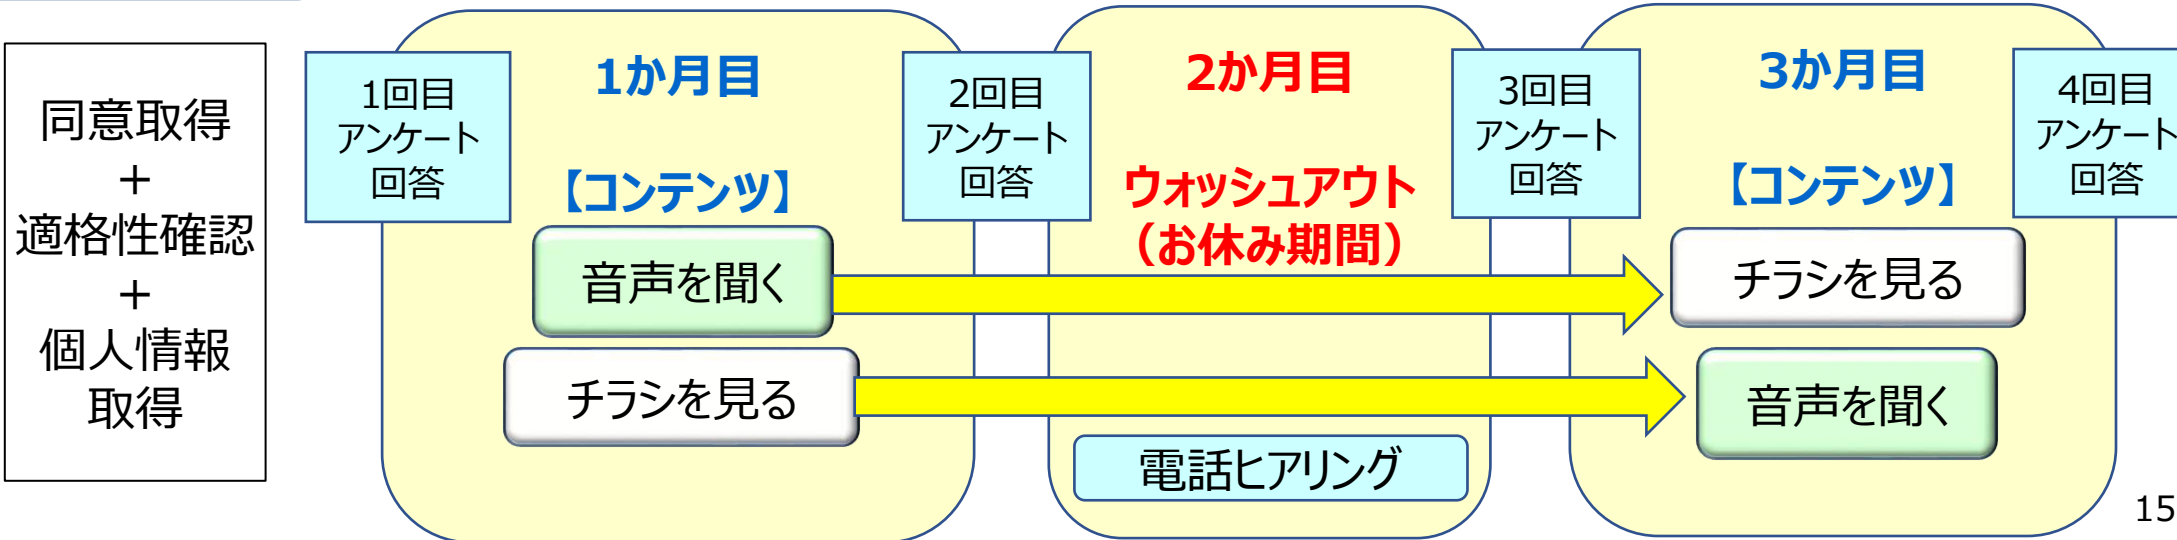 同意取得
+
適格性確認
+
個人情報
取得
1回目
アンケート
回答
1か月目
【コンテンツ】
音声を聞く
チラシを見る
2回目
アンケート
回答
2か月目
ウォッシュアウト
（お休み期間）
電話ヒアリング
3回目
アンケート
回答
3か月目
【コンテンツ】
チラシを見る
音声を聞く
4回目
アンケート
回答
15